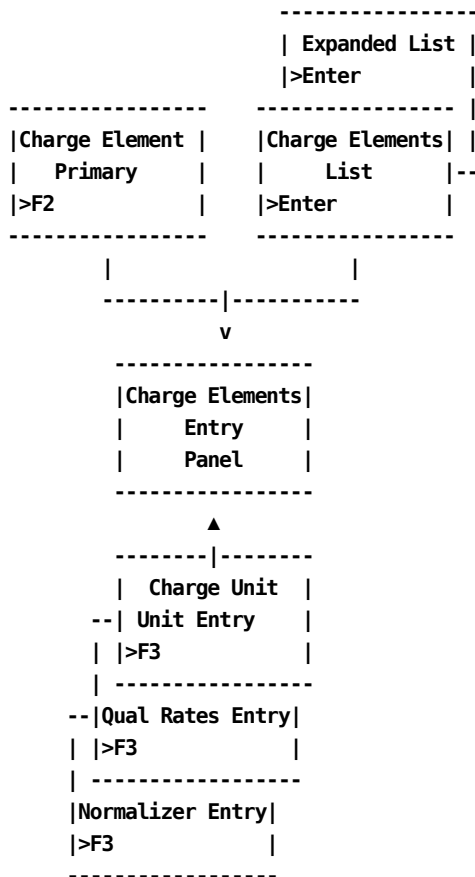 Expanded List
>Enter
Charge Element
Primary
>F2
Charge Elements
List
>Enter
v
Charge Elements
Entry
Panel
Charge Unit
Unit Entry
>F3
Qual Rates Entry
>F3
Normalizer Entry
>F3